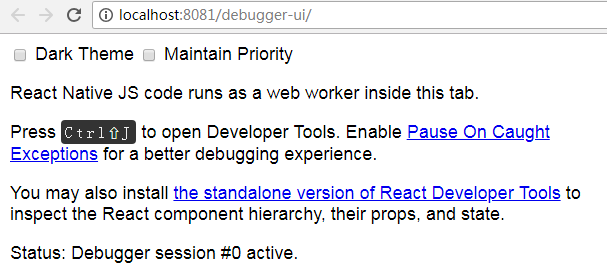 localhost:8081/debugger-ui/
Dark Theme Maintain Priority
React Native JS code runs as a web worker inside this tab.
Press Ctrl⇧J to open Developer Tools. Enable Pause On Caught
Exceptions for a better debugging experience.
You may also install the standalone version of React Developer Tools to
inspect the React component hierarchy, their props, and state.
Status: Debugger session #0 active.